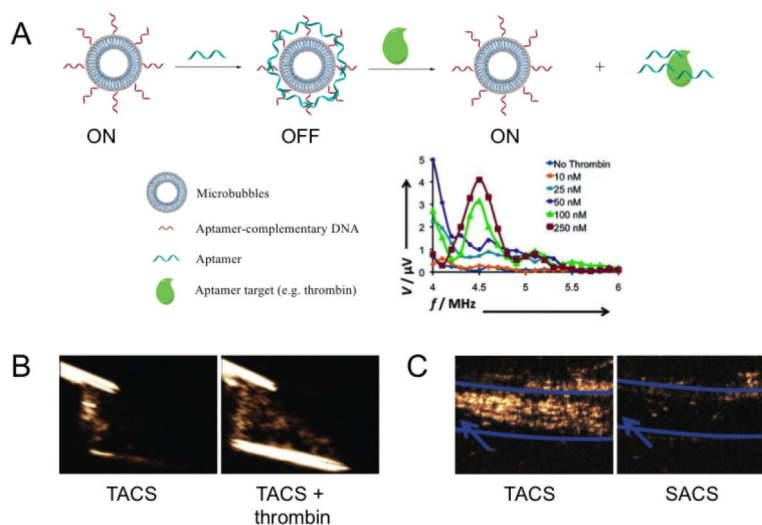 A
ON
OFF
ON
+
Microbubbles
Aptamer-complementary DNA
Aptamer
Aptamer target (e.g. thrombin)
5
4
3
2
1
0
V / µV
4 4.5 5 5.5 6
f / MHz
No Thrombin
10 nM
25 nM
50 nM
100 nM
250 nM
B
TACS
TACS +
thrombin
C
TACS
SACS